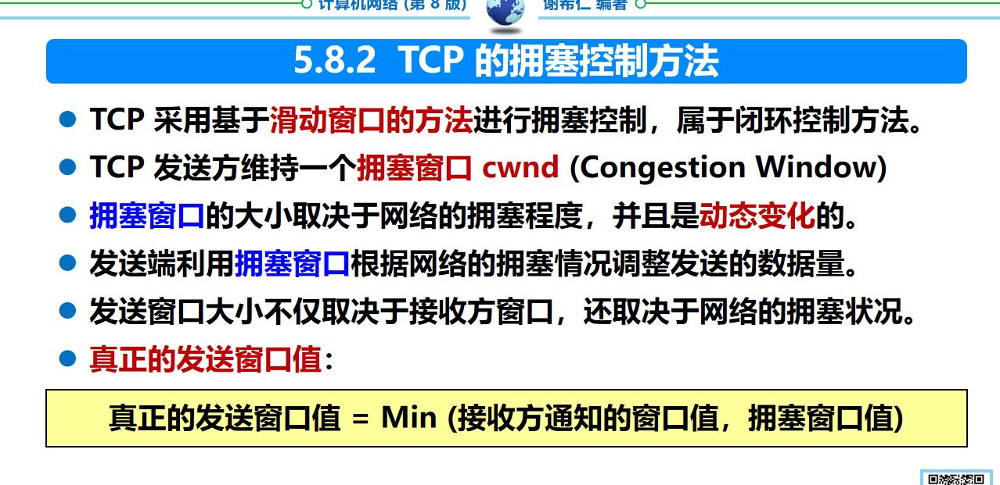 计算机网络 (第 8 版)
谢希仁 编著
5.8.2 TCP 的拥塞控制方法
TCP 采用基于滑动窗口的方法进行拥塞控制，属于闭环控制方法。
TCP 发送方维持一个拥塞窗口 cwnd (Congestion Window)
拥塞窗口的大小取决于网络的拥塞程度，并且是动态变化的。
发送端利用拥塞窗口根据网络的拥塞情况调整发送的数据量。
发送窗口大小不仅取决于接收方窗口，还取决于网络的拥塞状况。
真正的发送窗口值：
真正的发送窗口值 = Min (接收方通知的窗口值，拥塞窗口值)